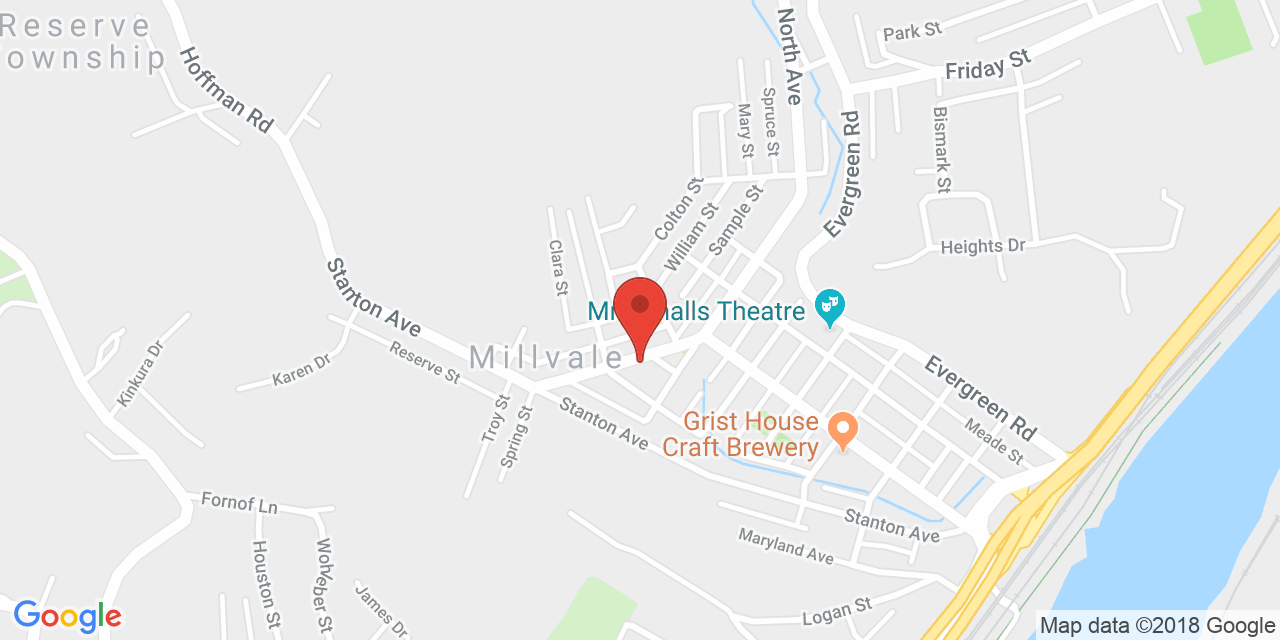 Reserve
Township
Hoffman Rd
North Ave
Park St
Friday St
Spruce St
Mary St
Evergreen Rd
Bismark St
Colton St
William St
Sample St
Clara St
Heights Dr
Stanton Ave
Theatre
Millvale
Reserve St
Karen Dr
Kinkura Dr
Troy St
Spring St
Stanton Ave
Evergreen Rd
Meade St
Grist House
Craft Brewery
Fornof Ln
Houston St
Wohleber St
James Dr
Stanton Ave
Maryland Ave
Logan St
Google
Map data ©2018 Google